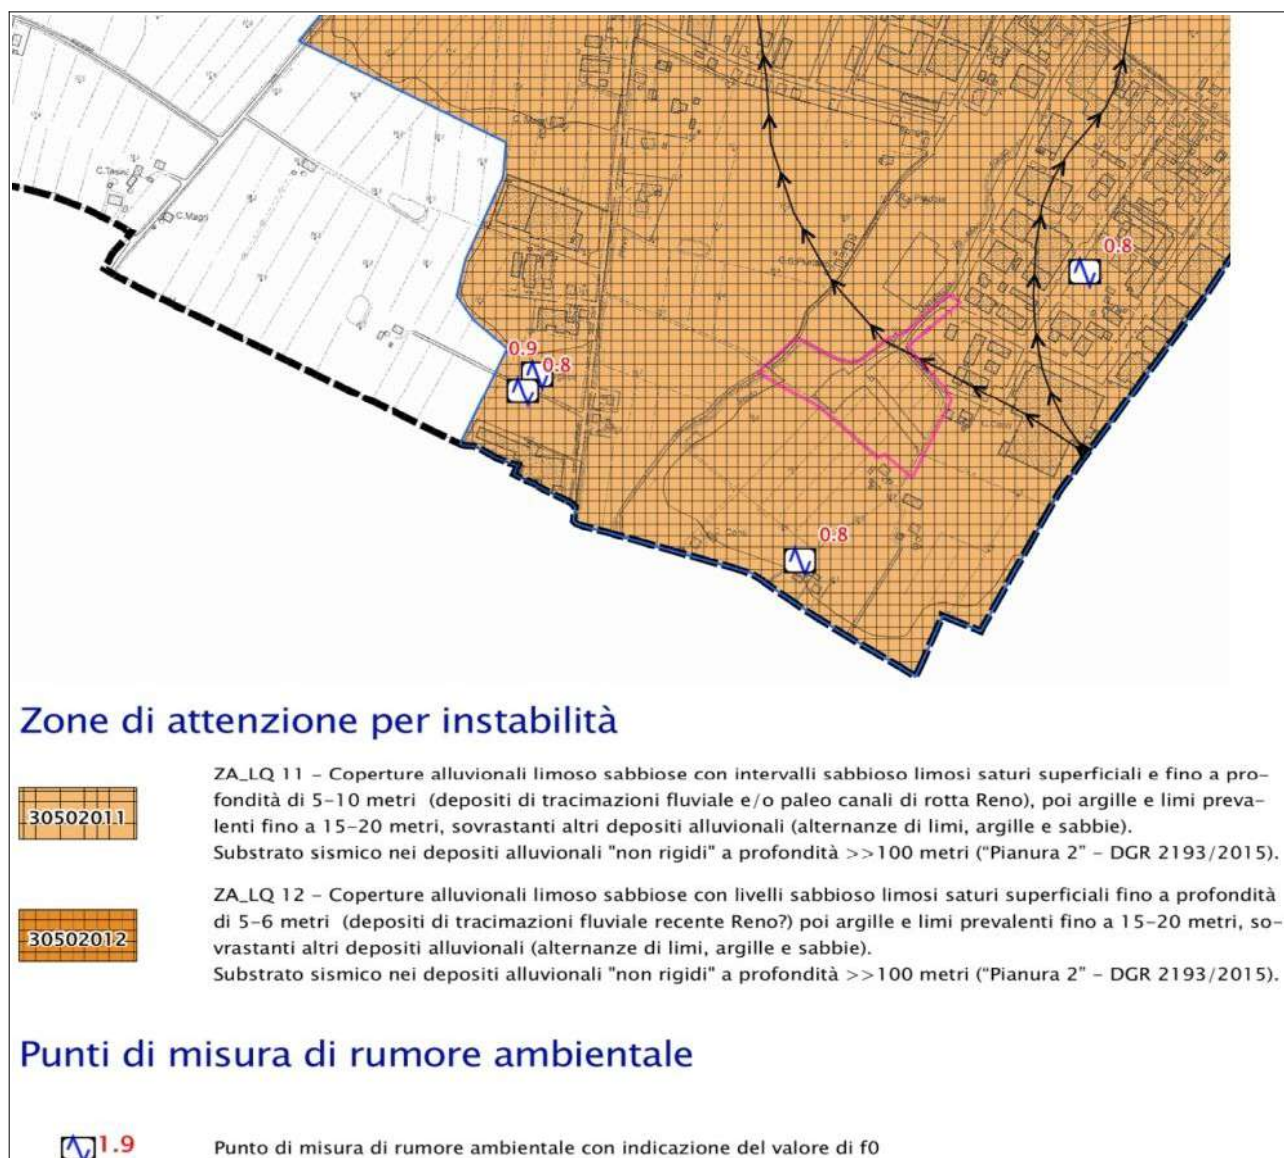 C.Tasini
C.Magri
0.8
0.9
0.8
0.8
Zone di attenzione per instabilità
30502011
ZA_LQ 11 – Coperture alluvionali limoso sabbiose con intervalli sabbioso limosi saturi superficiali e fino a pro–
fondità di 5–10 metri (depositi di tracimazioni fluviale e/o paleo canali di rotta Reno), poi argille e limi preva–
lenti fino a 15–20 metri, sovrastanti altri depositi alluvionali (alternanze di limi, argille e sabbie).
Substrato sismico nei depositi alluvionali "non rigidi" a profondità >>100 metri (“Pianura 2” – DGR 2193/2015).
30502012
ZA_LQ 12 – Coperture alluvionali limoso sabbiose con livelli sabbioso limosi saturi superficiali fino a profondità
di 5–6 metri (depositi di tracimazioni fluviale recente Reno?) poi argille e limi prevalenti fino a 15–20 metri, so–
vrastanti altri depositi alluvionali (alternanze di limi, argille e sabbie).
Substrato sismico nei depositi alluvionali "non rigidi" a profondità >>100 metri (“Pianura 2” – DGR 2193/2015).
Punti di misura di rumore ambientale
1.9
Punto di misura di rumore ambientale con indicazione del valore di f0